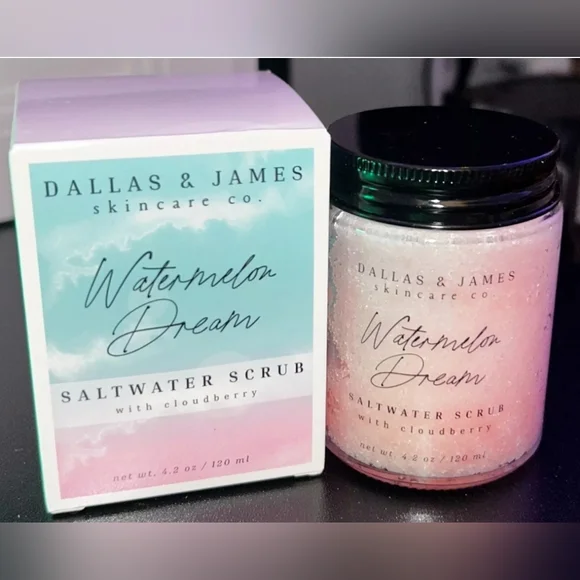 DALLAS & JAMES
skincare co.
Watermelon
Dream
SALTWATER SCRUB
with cloudberry
net wt. 4.2 oz / 120 ml
DALLAS & JAMES
skincare co.
Watermelon
Dream
SALTWATER SCRUB
with cloudberry
net wt. 4.2 oz / 120 ml